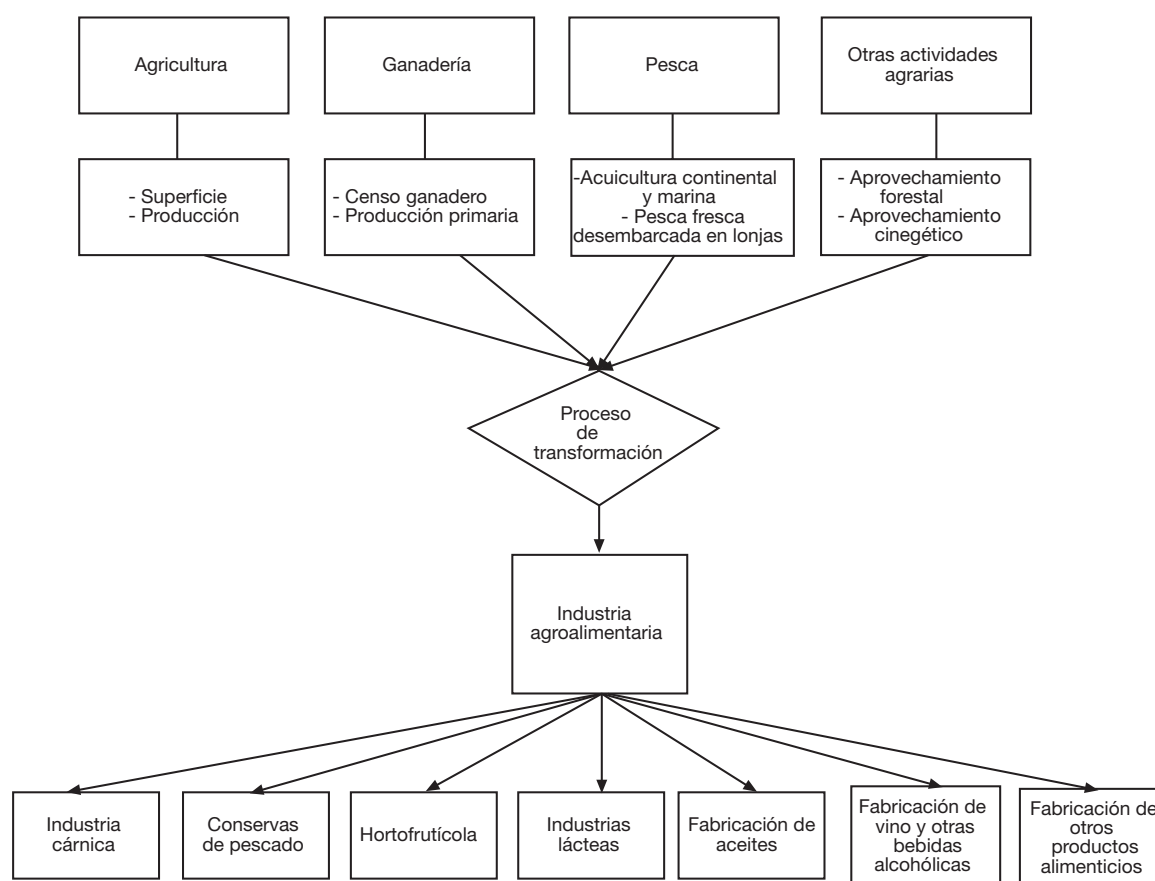 Agricultura
Ganadería
Pesca
Otras actividades
agrarias
- Superficie
- Producción
- Censo ganadero
- Producción primaria
-Acuicultura continental
y marina
- Pesca fresca
desembarcada en lonjas
- Aprovechamiento
forestal
- Aprovechamiento
cinegético
Proceso
de
transformación
Industria
agroalimentaria
Industria
cárnica
Conservas
de pescado
Hortofrutícola
Industrias
lácteas
Fabricación de
aceites
Fabricación de
vino y otras
bebidas
alcohólicas
Fabricación de
otros
productos
alimenticios